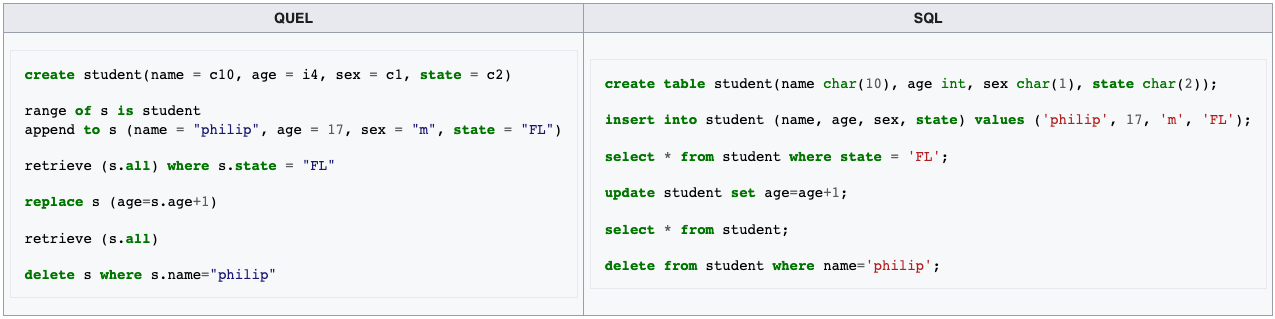 QUEL
SQL
create student(name = c10, age = i4, sex = c1, state = c2)
range of s is student
append to s (name = "philip", age = 17, sex = "m", state = "FL")
retrieve (s.all) where s.state = "FL"
replace s (age=s.age+1)
retrieve (s.all)
delete s where s.name="philip"
create table student(name char(10), age int, sex char(1), state char(2));
insert into student (name, age, sex, state) values ('philip', 17, 'm', 'FL');
select * from student where state = 'FL';
update student set age=age+1;
select * from student;
delete from student where name='philip';